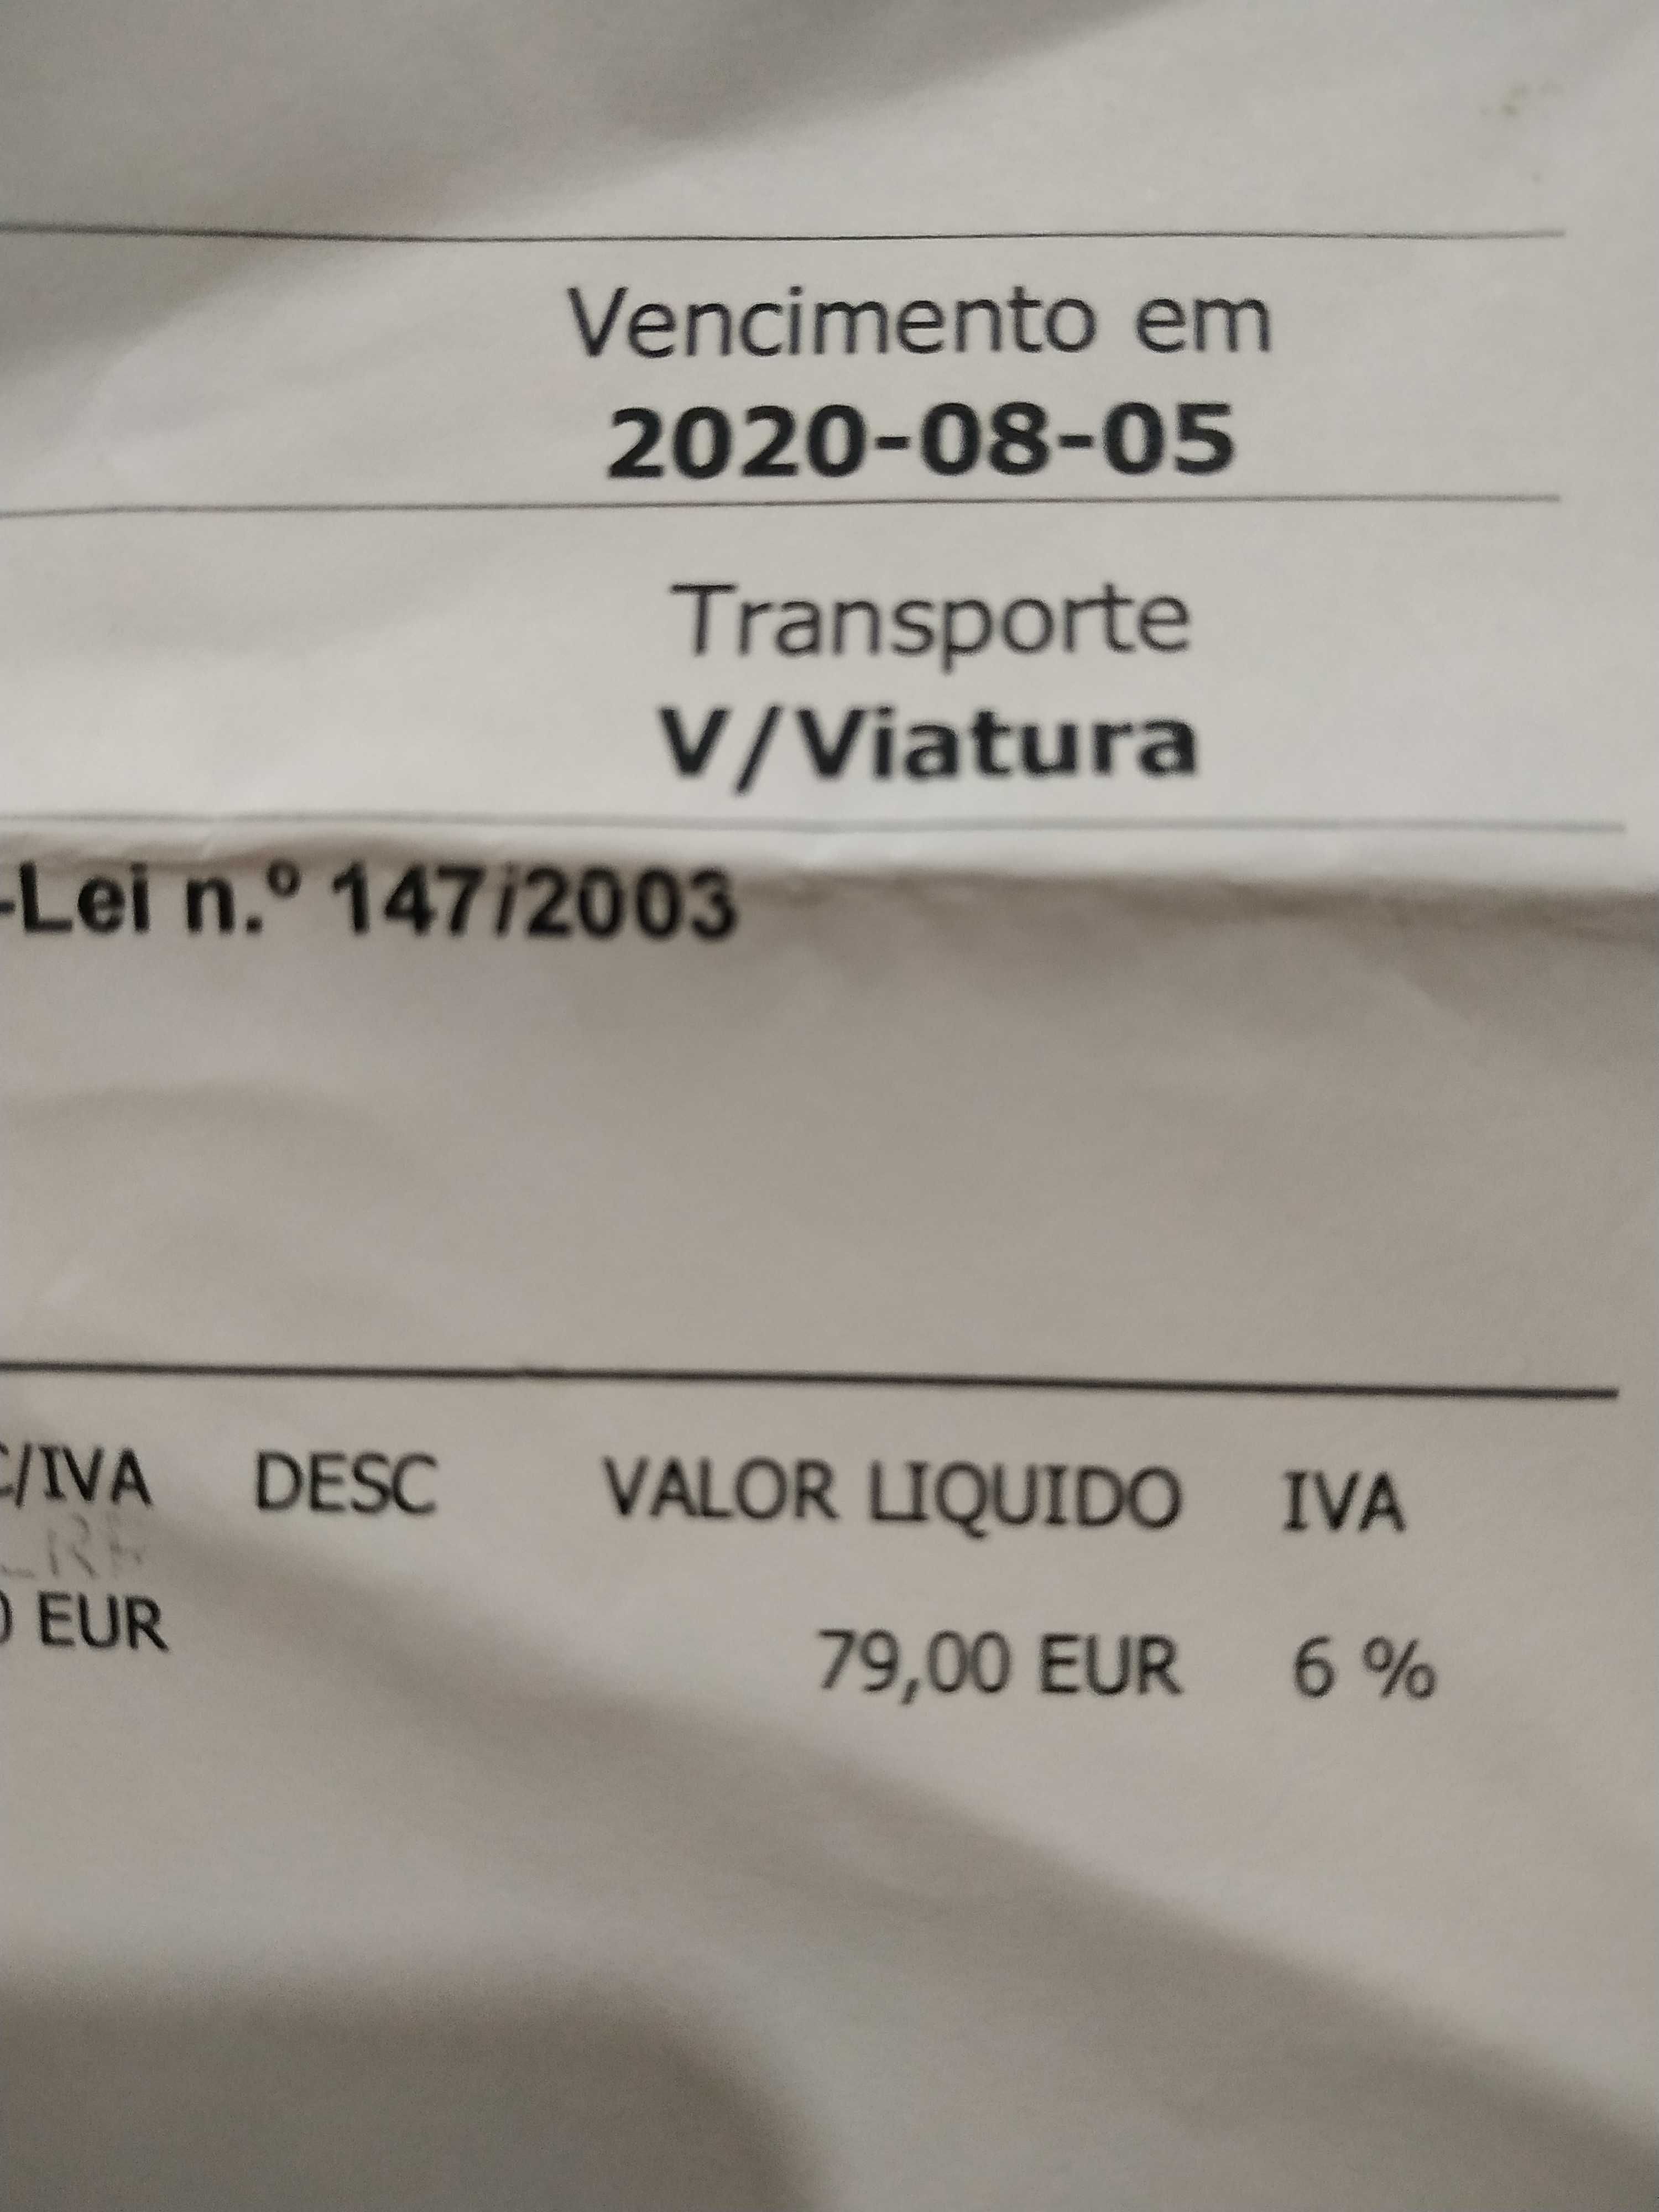 Vencimento em
2020-08-05
Transporte
V/Viatura
-Lei n.º 147/2003
C/IVA DESC VALOR LIQUIDO IVA
0 EUR 79,00 EUR 6 %